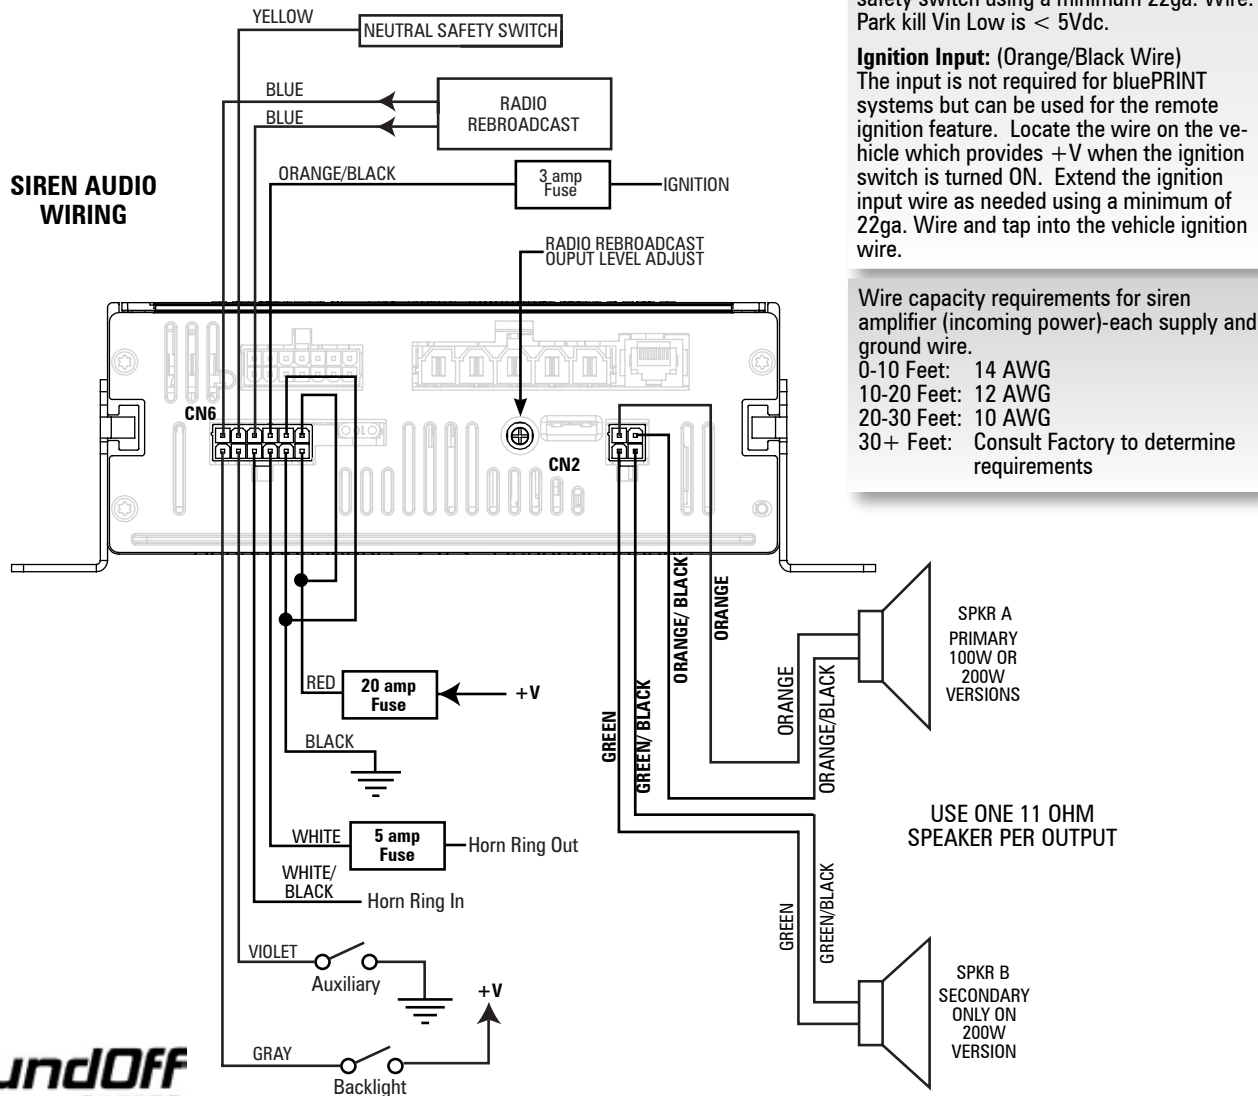 YELLOW
NEUTRAL SAFETY SWITCH
BLUE
BLUE
RADIO
REBROADCAST
ORANGE/BLACK
3 amp
Fuse
IGNITION
SIREN AUDIO
WIRING
RADIO REBROADCAST
OUPUT LEVEL ADJUST
CN6
CN2
safety switch using a minimum 22ga. Wire.
Park kill Vin Low is < 5Vdc.
Ignition Input: (Orange/Black Wire)
The input is not required for bluePRINT
systems but can be used for the remote
ignition feature. Locate the wire on the ve-
hicle which provides +V when the ignition
switch is turned ON. Extend the ignition
input wire as needed using a minimum of
22ga. Wire and tap into the vehicle ignition
wire.
Wire capacity requirements for siren
amplifier (incoming power)-each supply and
ground wire.
0-10 Feet: 14 AWG
10-20 Feet: 12 AWG
20-30 Feet: 10 AWG
30+ Feet: Consult Factory to determine
requirements
RED
20 amp
Fuse
+V
BLACK
WHITE
5 amp
Fuse
Horn Ring Out
WHITE/
BLACK
Horn Ring In
VIOLET
Auxiliary
+V
GRAY
Backlight
GREEN
GREEN/ BLACK
ORANGE/ BLACK
ORANGE
ORANGE
ORANGE/BLACK
SPKR A
PRIMARY
100W OR
200W
VERSIONS
USE ONE 11 OHM
SPEAKER PER OUTPUT
GREEN
GREEN/BLACK
SPKR B
SECONDARY
ONLY ON
200W
VERSION
undOff